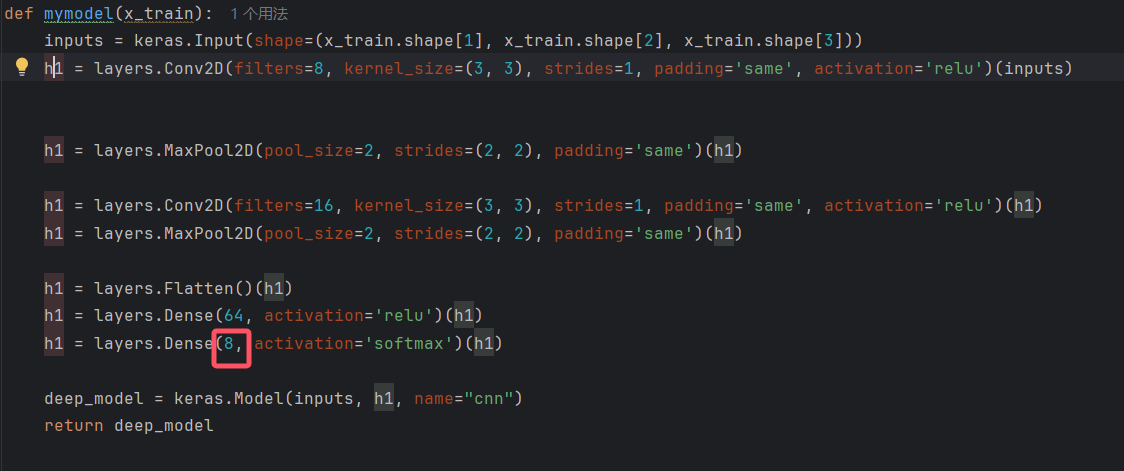 def mymodel(x_train): 1 个用法
inputs = keras.Input(shape=(x_train.shape[1], x_train.shape[2], x_train.shape[3]))
h1 = layers.Conv2D(filters=8, kernel_size=(3, 3), strides=1, padding='same', activation='relu')(inputs)
h1 = layers.MaxPool2D(pool_size=2, strides=(2, 2), padding='same')(h1)
h1 = layers.Conv2D(filters=16, kernel_size=(3, 3), strides=1, padding='same', activation='relu')(h1)
h1 = layers.MaxPool2D(pool_size=2, strides=(2, 2), padding='same')(h1)
h1 = layers.Flatten()(h1)
h1 = layers.Dense(64, activation='relu')(h1)
h1 = layers.Dense(8, activation='softmax')(h1)
deep_model = keras.Model(inputs, h1, name="cnn")
return deep_model